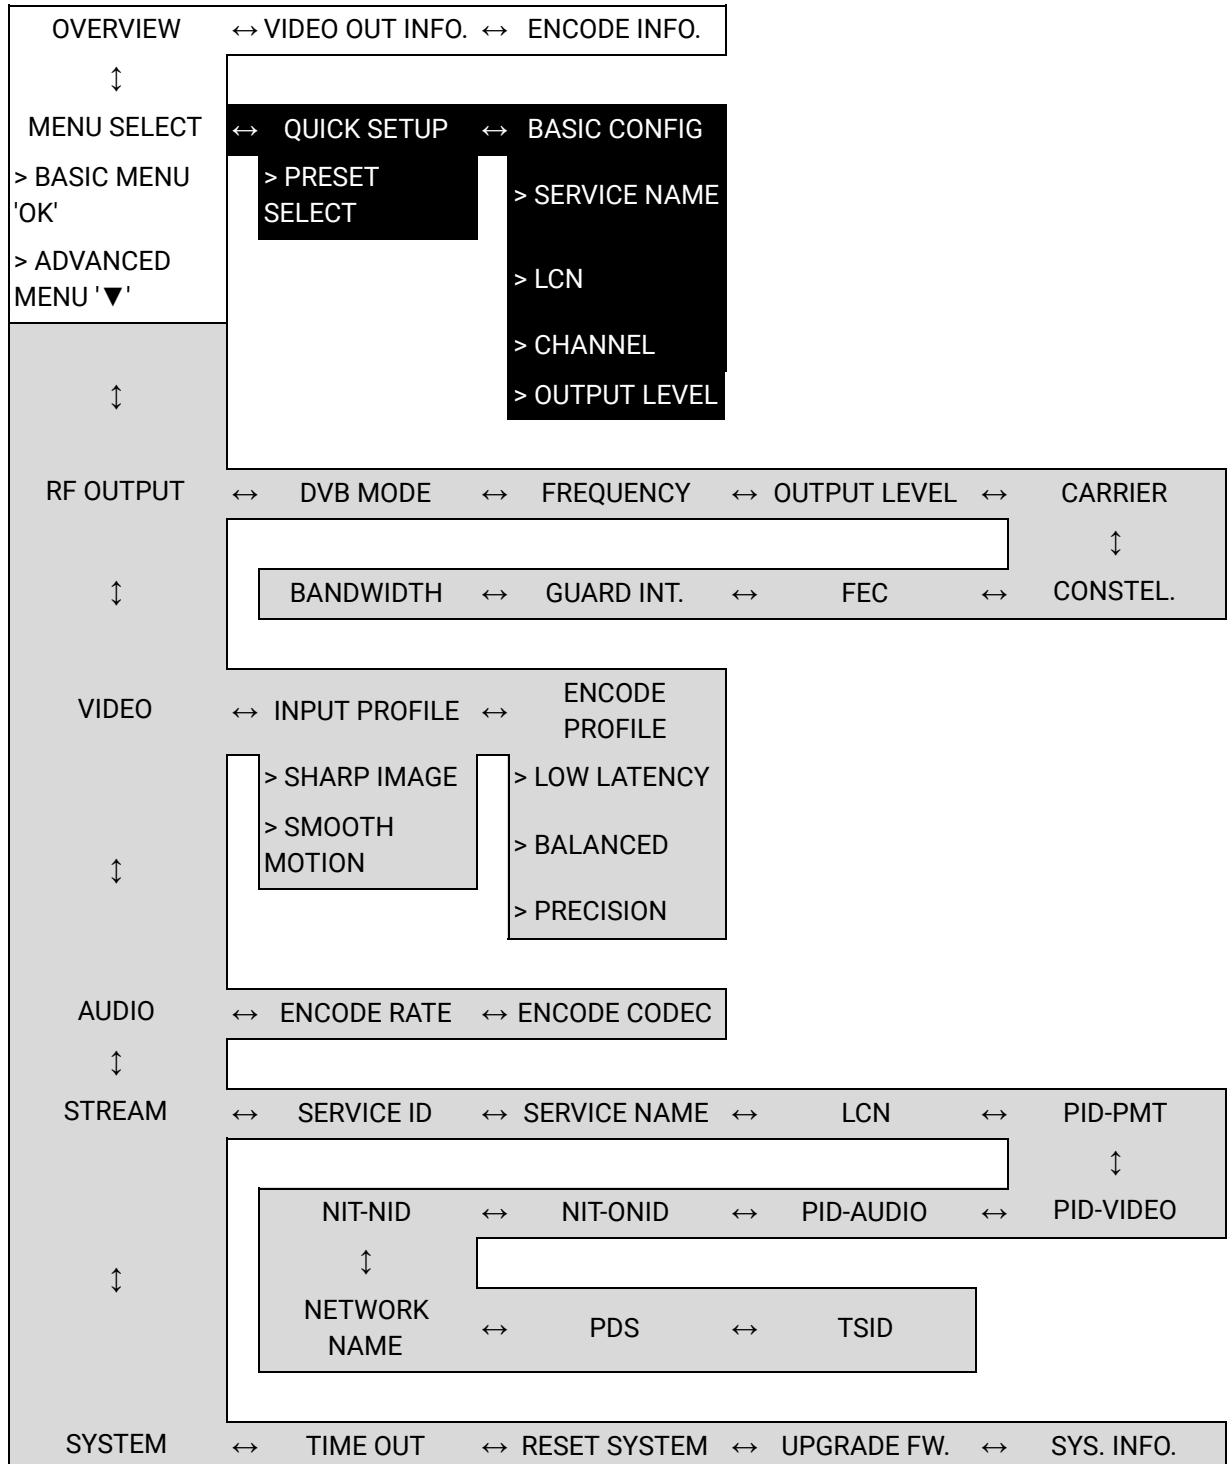 OVERVIEW ↔ VIDEO OUT INFO. ↔ ENCODE INFO.
↕
MENU SELECT ↔ QUICK SETUP ↔ BASIC CONFIG
> BASIC MENU
'OK'
> PRESET
SELECT
> SERVICE NAME
> ADVANCED
MENU '▼'
> LCN
> CHANNEL
↕
> OUTPUT LEVEL
RF OUTPUT ↔ DVB MODE ↔ FREQUENCY ↔ OUTPUT LEVEL ↔ CARRIER
↕
↕ BANDWIDTH ↔ GUARD INT. ↔ FEC ↔ CONSTEL.
VIDEO ↔ INPUT PROFILE ↔ ENCODE
PROFILE
> SHARP IMAGE > LOW LATENCY
> SMOOTH
MOTION
> BALANCED
↕
> PRECISION
AUDIO ↔ ENCODE RATE ↔ ENCODE CODEC
↕
STREAM ↔ SERVICE ID ↔ SERVICE NAME ↔ LCN ↔ PID-PMT
↕
NIT-NID ↔ NIT-ONID ↔ PID-AUDIO ↔ PID-VIDEO
↕ ↕
NETWORK
NAME ↔ PDS ↔ TSID
SYSTEM ↔ TIME OUT ↔ RESET SYSTEM ↔ UPGRADE FW. ↔ SYS. INFO.